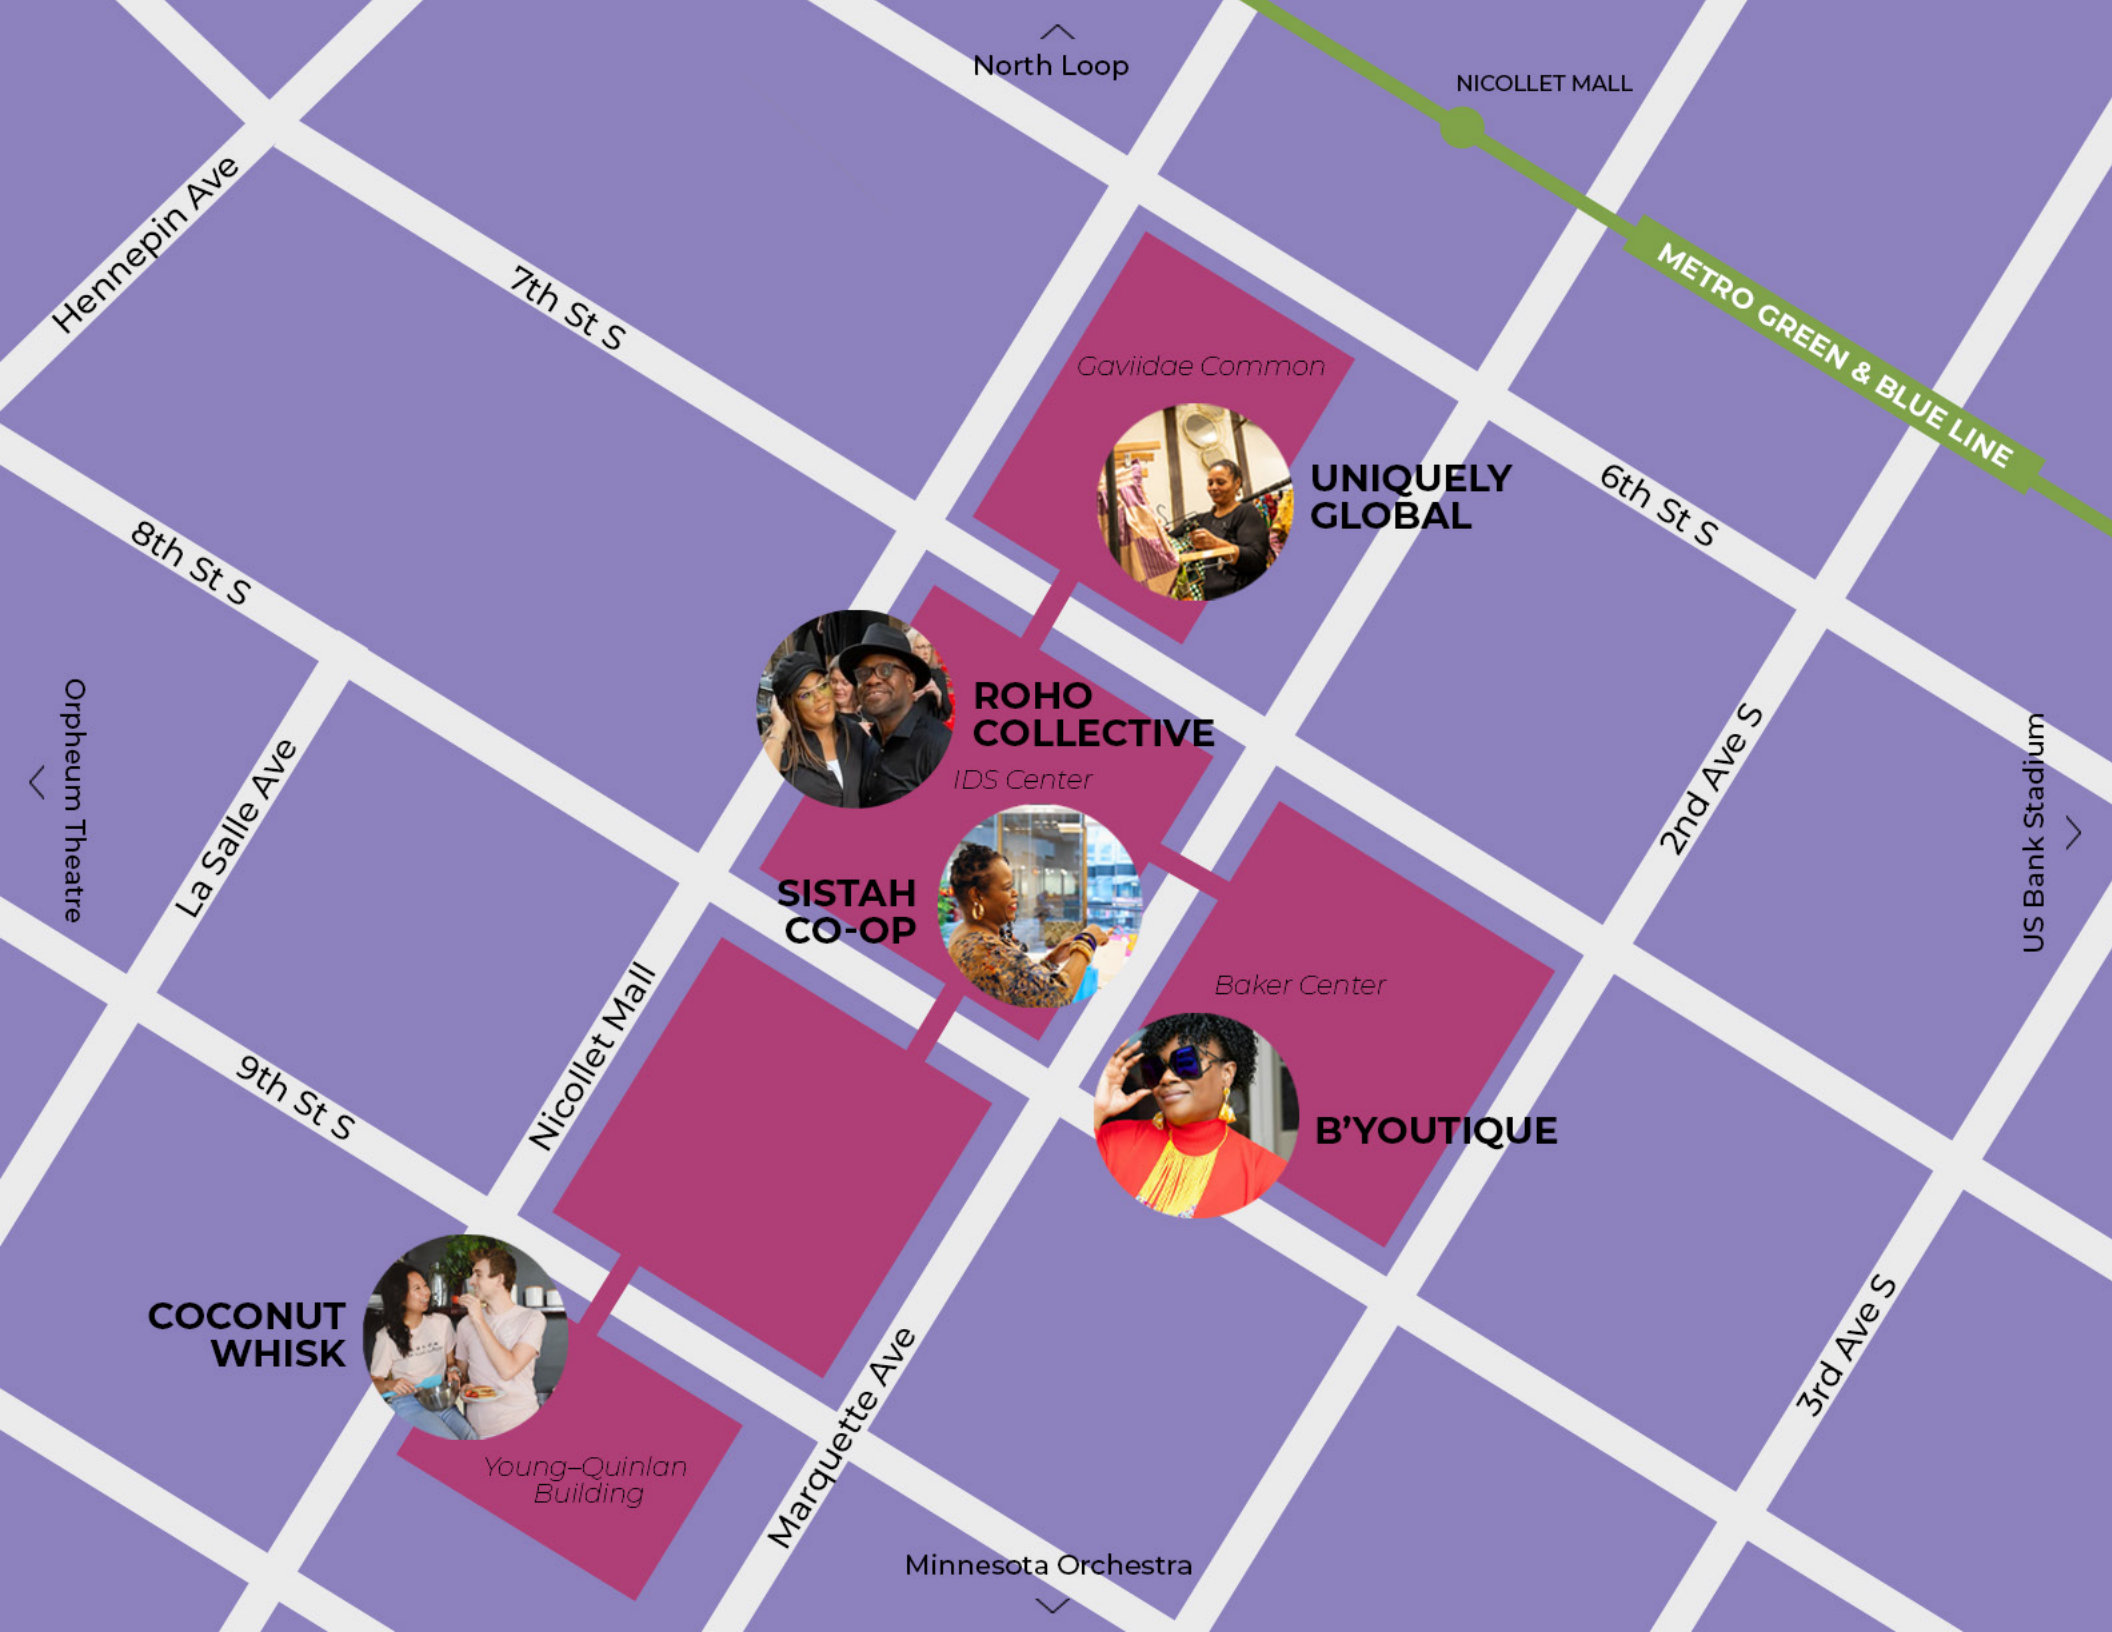 North Loop
NICOLLET MALL
Hennepin Ave
7th St S
METRO GREEN & BLUE LINE
Gaviidae Common
UNIQUELY
GLOBAL
6th St S
8th St S
ROHO
COLLECTIVE
IDS Center
Orpheum Theatre
La Salle Ave
2nd Ave S
US Bank Stadium
SISTAH
CO-OP
Baker Center
Nicollet Mall
9th St S
B'YOUTIQUE
COCONUT
WHISK
3rd Ave S
Marquette Ave
Young–Quinlan
Building
Minnesota Orchestra